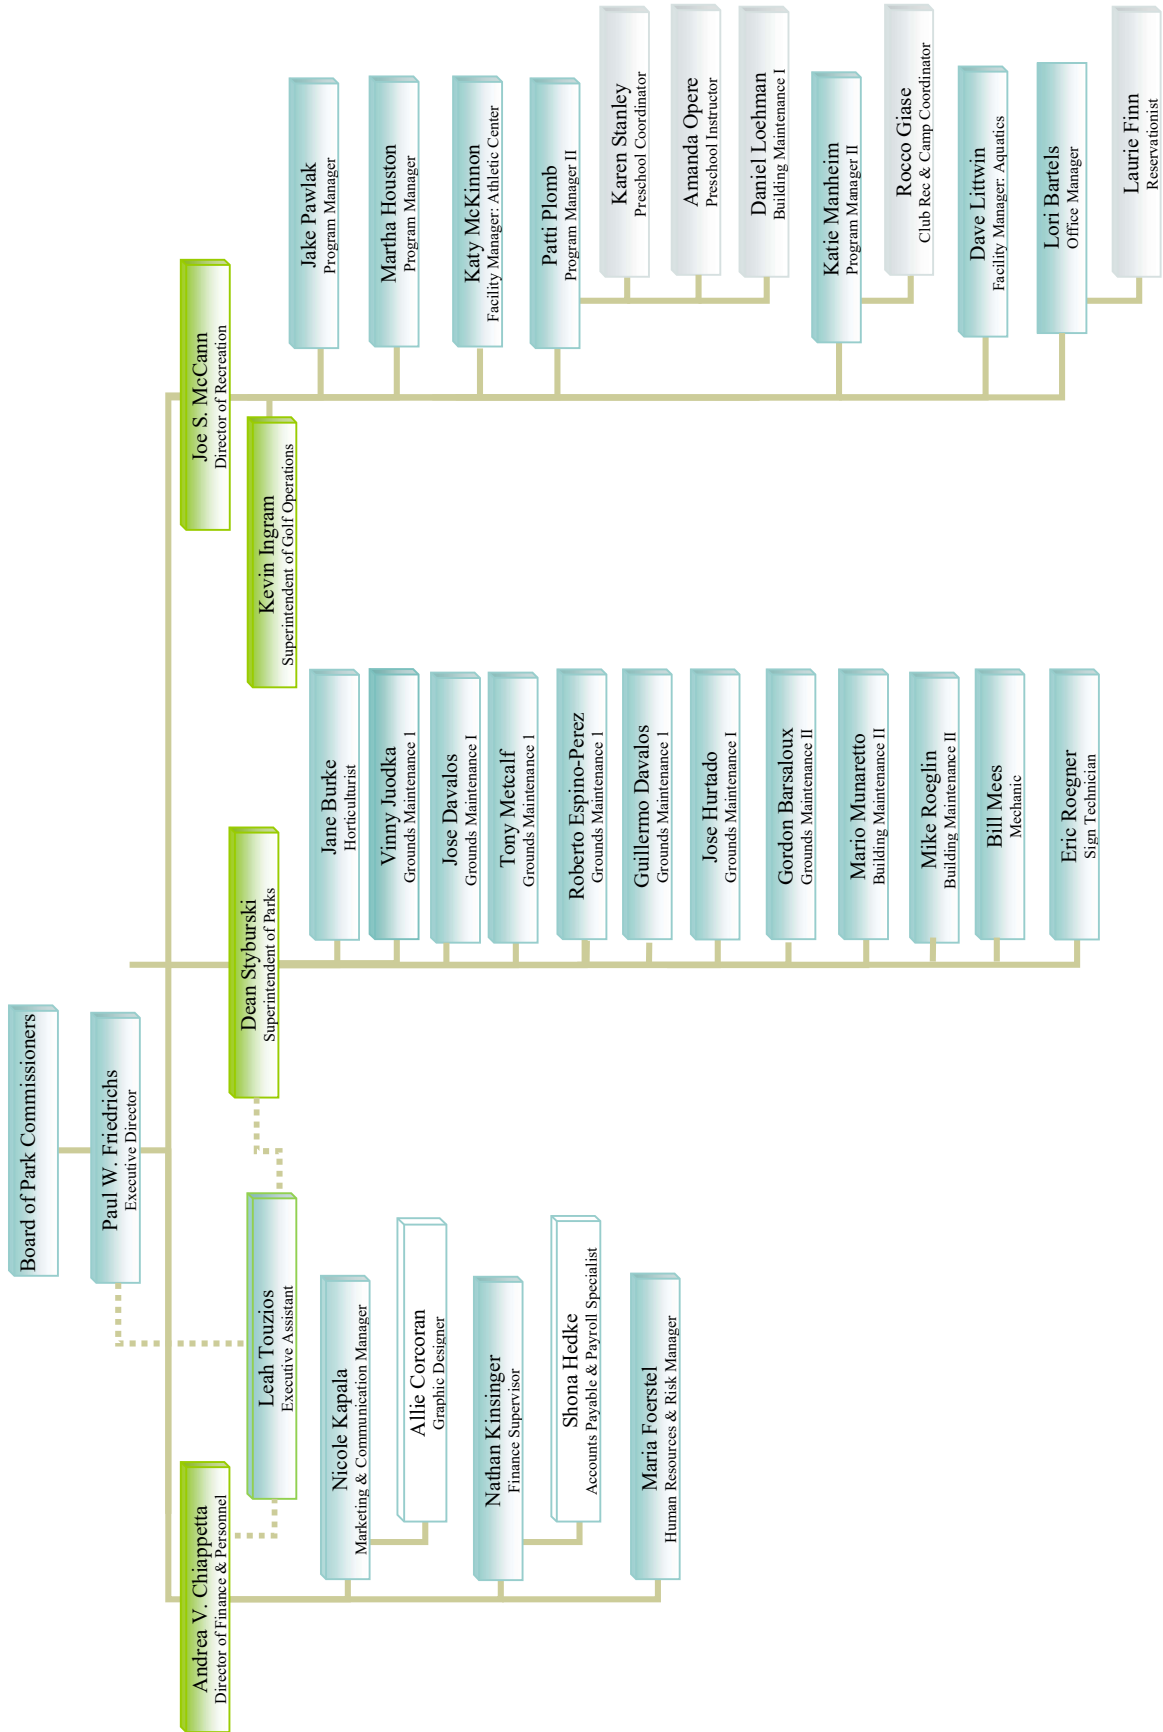 Board of Park Commissioners
Paul W. Friedrichs
Executive Director
Andrea V. Chiappetta
Director of Finance & Personnel
Leah Touzios
Executive Assistant
Nicole Kapala
Marketing & Communication Manager
Allie Corcoran
Graphic Designer
Nathan Kinsinger
Finance Supervisor
Shona Hedke
Accounts Payable & Payroll Specialist
Maria Foerstel
Human Resources & Risk Manager
Dean Styburski
Superintendent of Parks
Jane Burke
Horticulturist
Vinny Juodka
Grounds Maintenance 1
Jose Davalos
Grounds Maintenance I
Tony Metcalf
Grounds Maintenance 1
Roberto Espino-Perez
Grounds Maintenance 1
Guillermo Davalos
Grounds Maintenance 1
Jose Hurtado
Grounds Maintenance I
Gordon Barsaloux
Grounds Maintenance II
Mario Munaretto
Building Maintenance II
Mike Roeglin
Building Maintenance II
Bill Mees
Mechanic
Eric Roegner
Sign Technician
Joe S. McCann
Director of Recreation
Kevin Ingram
Superintendent of Golf Operations
Jake Pawlak
Program Manager
Martha Houston
Program Manager
Katy McKinnon
Facility Manager: Athletic Center
Patti Plomb
Program Manager II
Karen Stanley
Preschool Coordinator
Amanda Opere
Preschool Instructor
Daniel Loehman
Building Maintenance I
Katie Manheim
Program Manager II
Rocco Giase
Club Rec & Camp Coordinator
Dave Littwin
Facility Manager: Aquatics
Lori Bartels
Office Manager
Laurie Finn
Reservationist